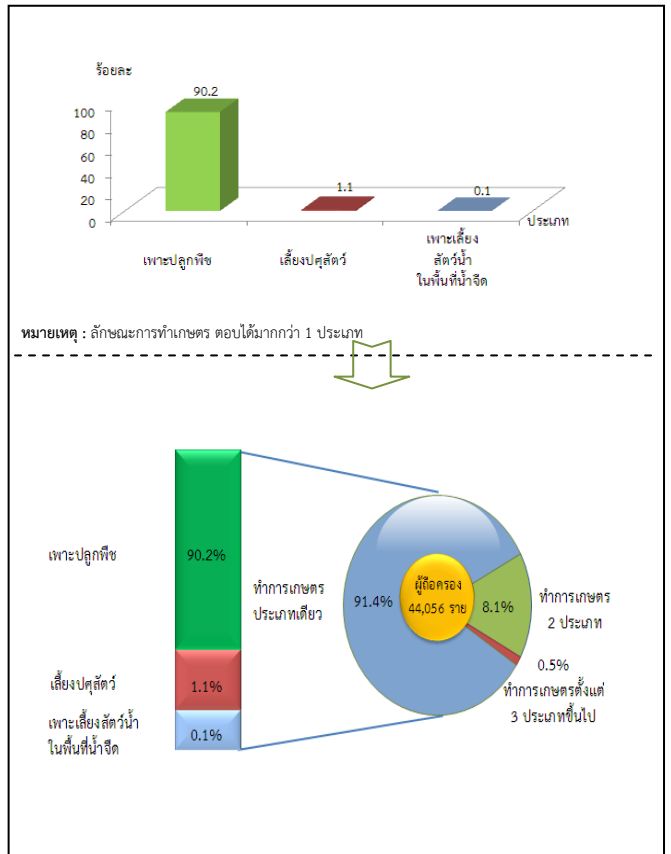 ร้อยละ
90.2
100
80
60
40
20
0
1.1
0.1
ประเภท
เพาะปลูกพืช
เลี้ยงปศุสัตว์
เพาะเลี้ยง
สัตว์น้ำ
ในพื้นที่น้ำจืด
หมายเหตุ : ลักษณะการทำเกษตร ตอบได้มากกว่า 1 ประเภท
เพาะปลูกพืช
90.2%
ทำการเกษตร
ประเภทเดียว
91.4%
ผู้ถือครอง
44,056 ราย
8.1%
ทำการเกษตร
2 ประเภท
0.5%
ทำการเกษตรตั้งแต่
3 ประเภทขึ้นไป
เลี้ยงปศุสัตว์
1.1%
เพาะเลี้ยงสัตว์น้ำ
ในพื้นที่น้ำจืด
0.1%